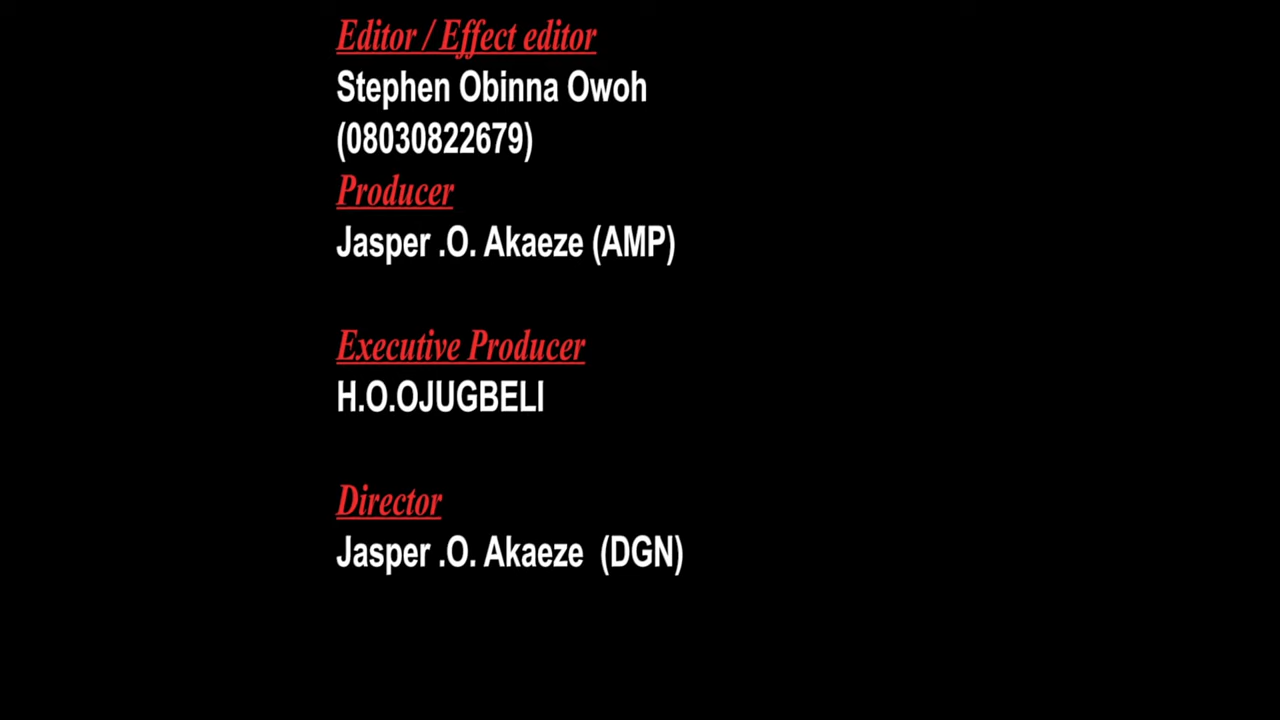 Editor / Effect editor
Stephen Obinna Owoh
(08030822679)
Producer
Jasper .O. Akaeze (AMP)
Executive Producer
H.O.OJUGBELI
Director
Jasper .O. Akaeze  (DGN)